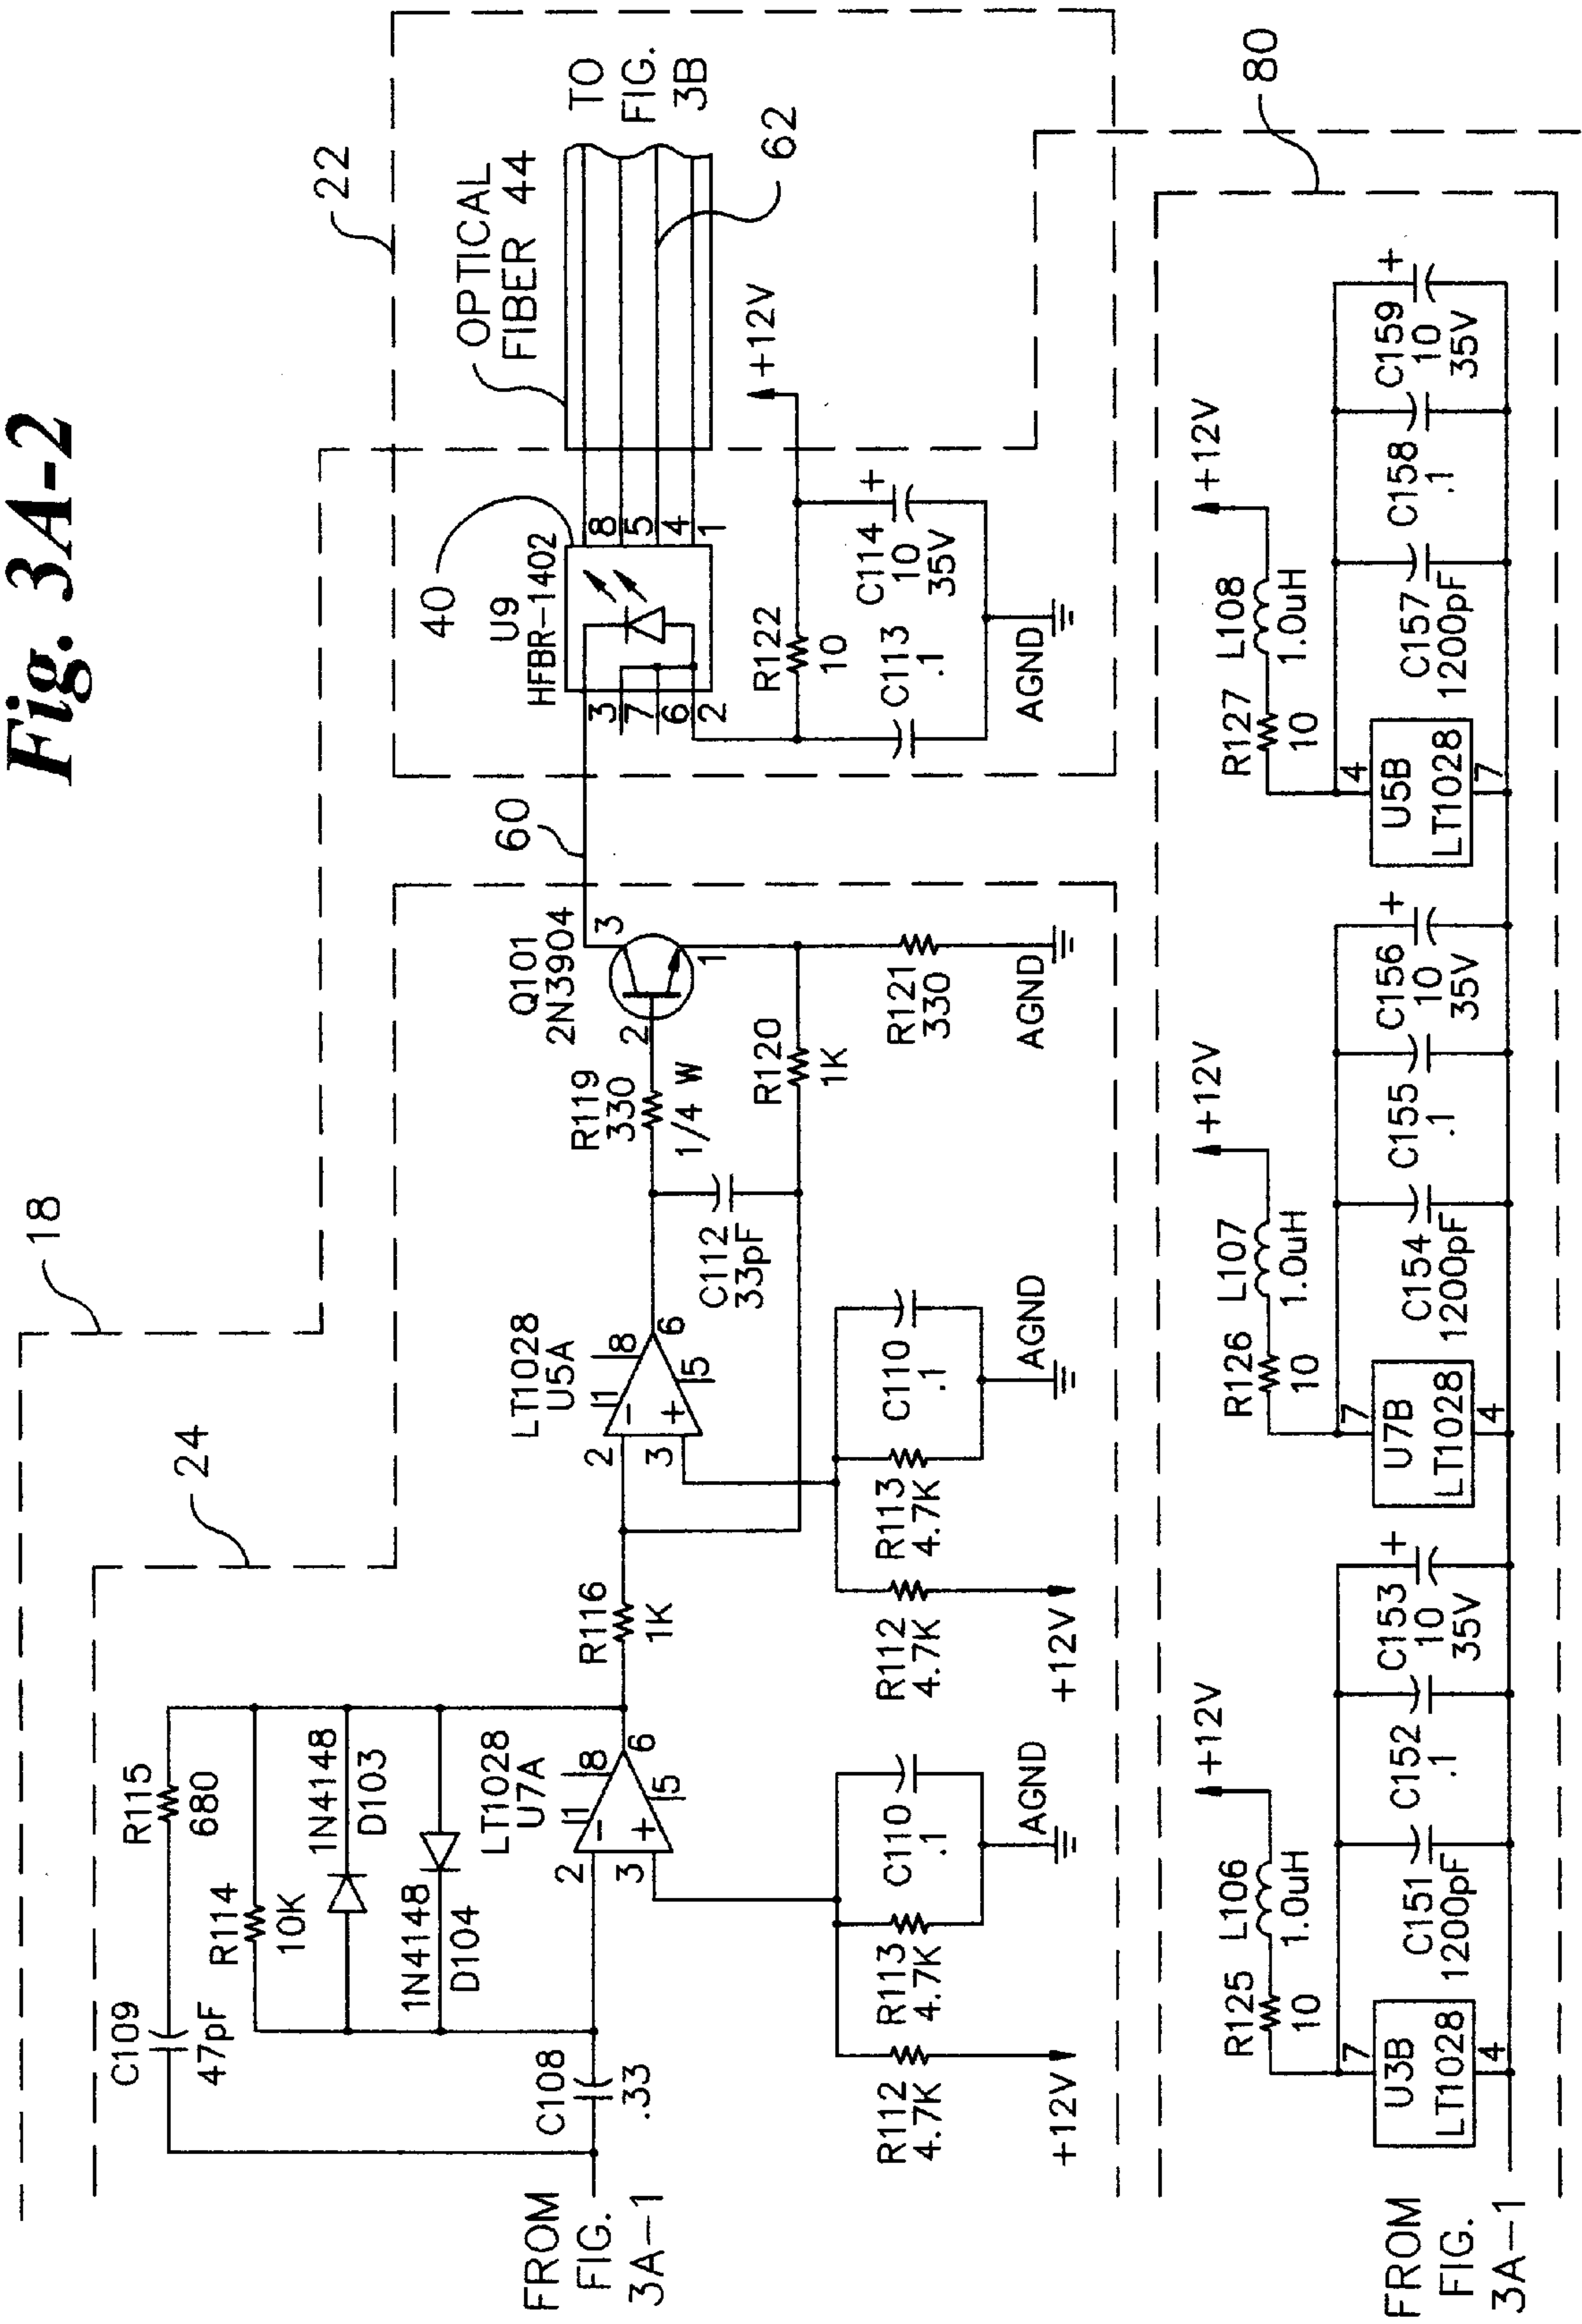 Fig. 3A-2
18
24
22
R115
680
C109
47pF
R114
10K
1N4148
D103
1N4148
D104
C108
.33
FROM
FIG.
3A-1
LT1028
U7A
2
3
1
8
5
6
−
+
R116
1K
R112
4.7K
+12V
R113
4.7K
C110
.1
AGND
LT1028
U5A
2
3
1
8
5
6
−
+
R112
4.7K
+12V
R113
4.7K
C110
.1
AGND
C112
33pF
R119
330
1/4 W
R120
1K
Q101
2N3904
2
3
1
R121
330
AGND
60
40
U9
HFBR-1402
3
7
6
2
8
5
4
1
OPTICAL
FIBER 44
TO
FIG.
3B
62
R122
10
+12V
C113
.1
C114
10
35V
+
AGND
80
FROM
FIG.
3A-1
R125
10
L106
1.0uH
+12V
7
U3B
LT1028
4
C151
1200pF
C152
.1
C153
10
35V
+
R126
10
L107
1.0uH
+12V
7
U7B
LT1028
4
C154
1200pF
C155
.1
C156
10
35V
+
R127
10
L108
1.0uH
+12V
4
U5B
LT1028
7
C157
1200pF
C158
.1
C159
10
35V
+